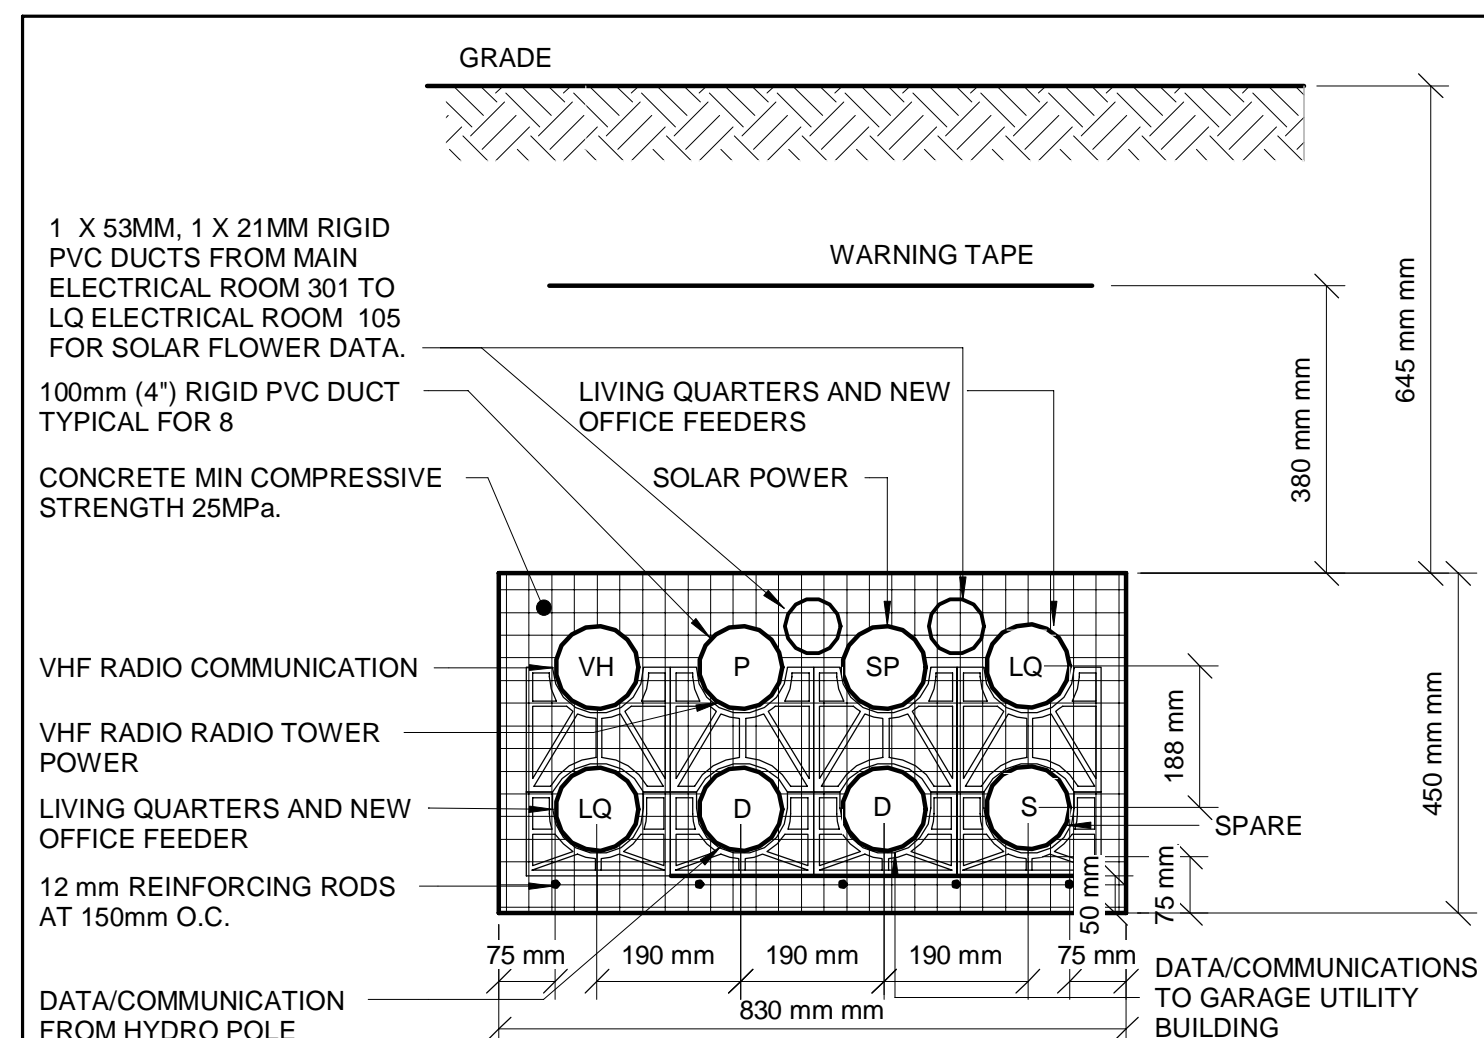 GRADE
1 X 53MM, 1 X 21MM RIGID
PVC DUCTS FROM MAIN
ELECTRICAL ROOM 301 TO
LQ ELECTRICAL ROOM 105
FOR SOLAR FLOWER DATA.
WARNING TAPE
645 mm mm
380 mm mm
100mm (4") RIGID PVC DUCT
TYPICAL FOR 8
LIVING QUARTERS AND NEW
OFFICE FEEDERS
CONCRETE MIN COMPRESSIVE
STRENGTH 25MPa.
SOLAR POWER
VHF RADIO COMMUNICATION
VH
P
SP
LQ
VHF RADIO RADIO TOWER
POWER
188 mm
450 mm mm
LIVING QUARTERS AND NEW
OFFICE FEEDER
LQ
D
D
S
SPARE
12 mm REINFORCING RODS
AT 150mm O.C.
50 mm
75 mm
75 mm
190 mm
190 mm
190 mm
75 mm
830 mm mm
DATA/COMMUNICATION
FROM HYDRO POLE
DATA/COMMUNICATIONS
TO GARAGE UTILITY
BUILDING